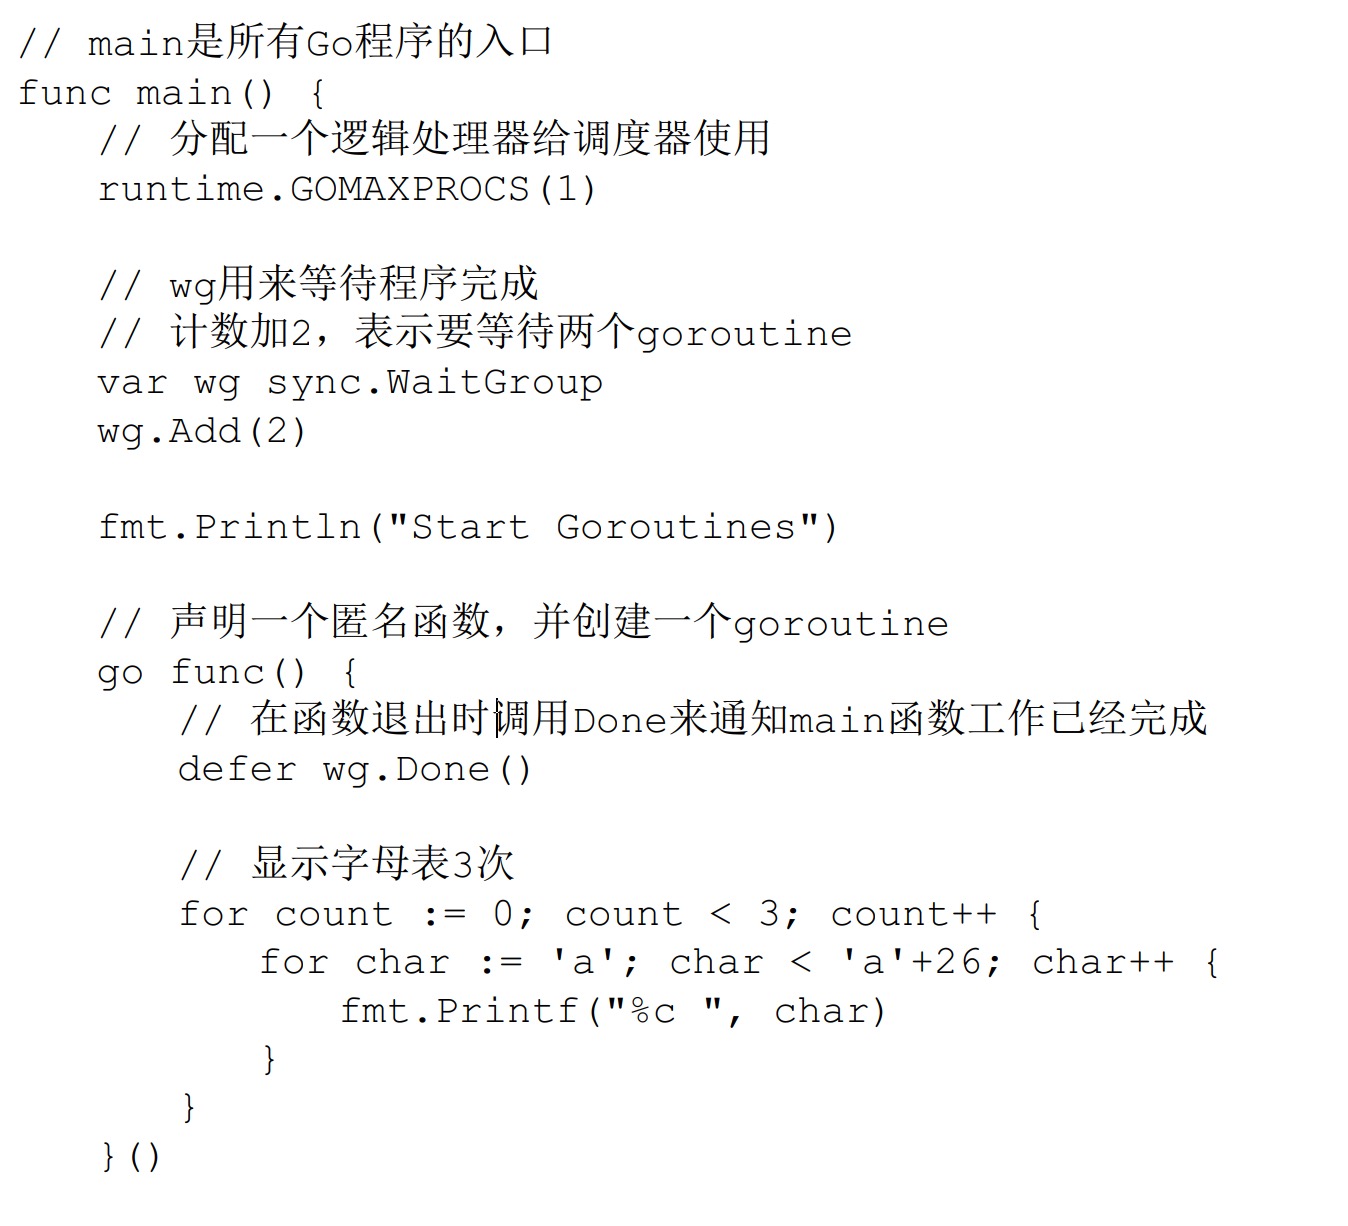 // main是所有Go程序的入口
func main() {
    // 分配一个逻辑处理器给调度器使用
    runtime.GOMAXPROCS(1)

    // wg用来等待程序完成
    // 计数加2，表示要等待两个goroutine
    var wg sync.WaitGroup
    wg.Add(2)

    fmt.Println("Start Goroutines")

    // 声明一个匿名函数，并创建一个goroutine
    go func() {
        // 在函数退出时调用Done来通知main函数工作已经完成
        defer wg.Done()

        // 显示字母表3次
        for count := 0; count < 3; count++ {
            for char := 'a'; char < 'a'+26; char++ {
                fmt.Printf("%c ", char)
            }
        }
    }()